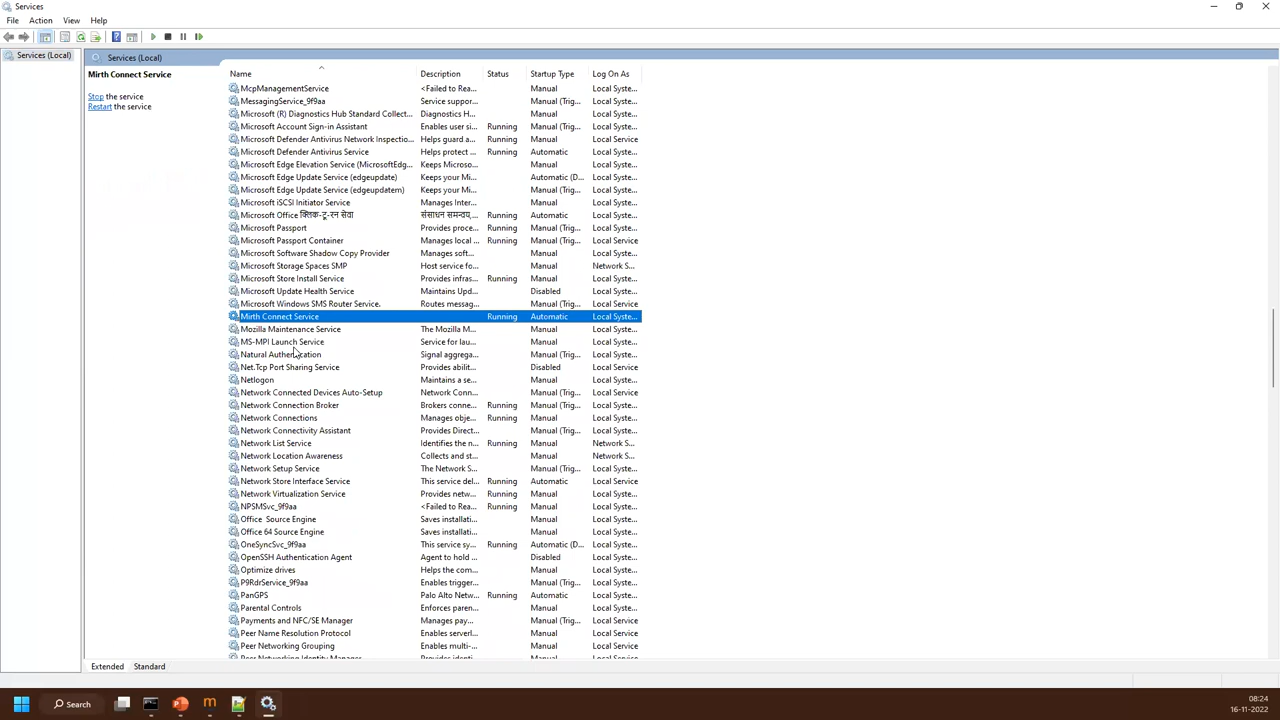 Services
File Action View Help
Services (Local)
Services (Local)
Mirth Connect Service
Stop the service
Restart the service
Name Description Status Startup Type Log On As
McpManagementService <Failed to Rea... Manual Local Syste...
MessagingService_9f9aa Service suppor... Manual (Trig... Local Syste...
Microsoft (R) Diagnostics Hub Standard Collect... Diagnostics H... Manual Local Syste...
Microsoft Account Sign-in Assistant Enables user si... Running Manual (Trig... Local Syste...
Microsoft Defender Antivirus Network Inspectio... Helps guard a... Running Manual Local Service
Microsoft Defender Antivirus Service Helps protect ... Running Automatic Local Syste...
Microsoft Edge Elevation Service (MicrosoftEdg... Keeps Microso... Manual Local Syste...
Microsoft Edge Update Service (edgeupdate) Keeps your Mi... Automatic (D... Local Syste...
Microsoft Edge Update Service (edgeupdatem) Keeps your Mi... Manual (Trig... Local Syste...
Microsoft iSCSI Initiator Service Manages Inter... Manual Local Syste...
Microsoft Office क्लिक-टू-रन सेवा संसाधन समन्वय,... Running Automatic Local Syste...
Microsoft Passport Provides proce... Running Manual (Trig... Local Syste...
Microsoft Passport Container Manages local ... Running Manual (Trig... Local Service
Microsoft Software Shadow Copy Provider Manages soft... Manual Local Syste...
Microsoft Storage Spaces SMP Host service fo... Manual Network S...
Microsoft Store Install Service Provides infras... Running Manual Local Syste...
Microsoft Update Health Service Maintains Upd... Disabled Local Syste...
Microsoft Windows SMS Router Service. Routes messag... Manual (Trig... Local Service
Mirth Connect Service Running Automatic Local Syste...
Mozilla Maintenance Service The Mozilla M... Manual Local Syste...
MS-MPI Launch Service Service for lau... Manual Local Syste...
Natural Authentication Signal aggrega... Manual (Trig... Local Syste...
Net.Tcp Port Sharing Service Provides abilit... Disabled Local Service
Netlogon Maintains a se... Manual Local Syste...
Network Connected Devices Auto-Setup Network Conn... Manual (Trig... Local Service
Network Connection Broker Brokers conne... Running Manual (Trig... Local Syste...
Network Connections Manages obje... Running Manual Local Syste...
Network Connectivity Assistant Provides Direct... Manual (Trig... Local Syste...
Network List Service Identifies the n... Running Manual Network S...
Network Location Awareness Collects and st... Manual Network S...
Network Setup Service The Network S... Manual (Trig... Local Syste...
Network Store Interface Service This service del... Running Automatic Local Service
Network Virtualization Service Provides netw... Running Manual Local Syste...
NPSMSvc_9f9aa <Failed to Rea... Running Manual Local Syste...
Office Source Engine Saves installati... Manual Local Syste...
Office 64 Source Engine Saves installati... Manual Local Syste...
OneSyncSvc_9f9aa This service sy... Running Automatic (D... Local Syste...
OpenSSH Authentication Agent Agent to hold ... Disabled Local Syste...
Optimize drives Helps the com... Manual Local Syste...
P9RdrService_9f9aa Enables trigger... Manual (Trig... Local Syste...
PanGPS Palo Alto Netw... Running Automatic Local Syste...
Parental Controls Enforces paren... Manual Local Syste...
Payments and NFC/SE Manager Manages pay... Manual (Trig... Local Service
Peer Name Resolution Protocol Enables serverl... Manual Local Service
Peer Networking Grouping Enables multi-... Manual Local Service
Peer Networking Identity Manager Provides identi... Manual Local Service
Extended Standard
Search
08:24
16-11-2022